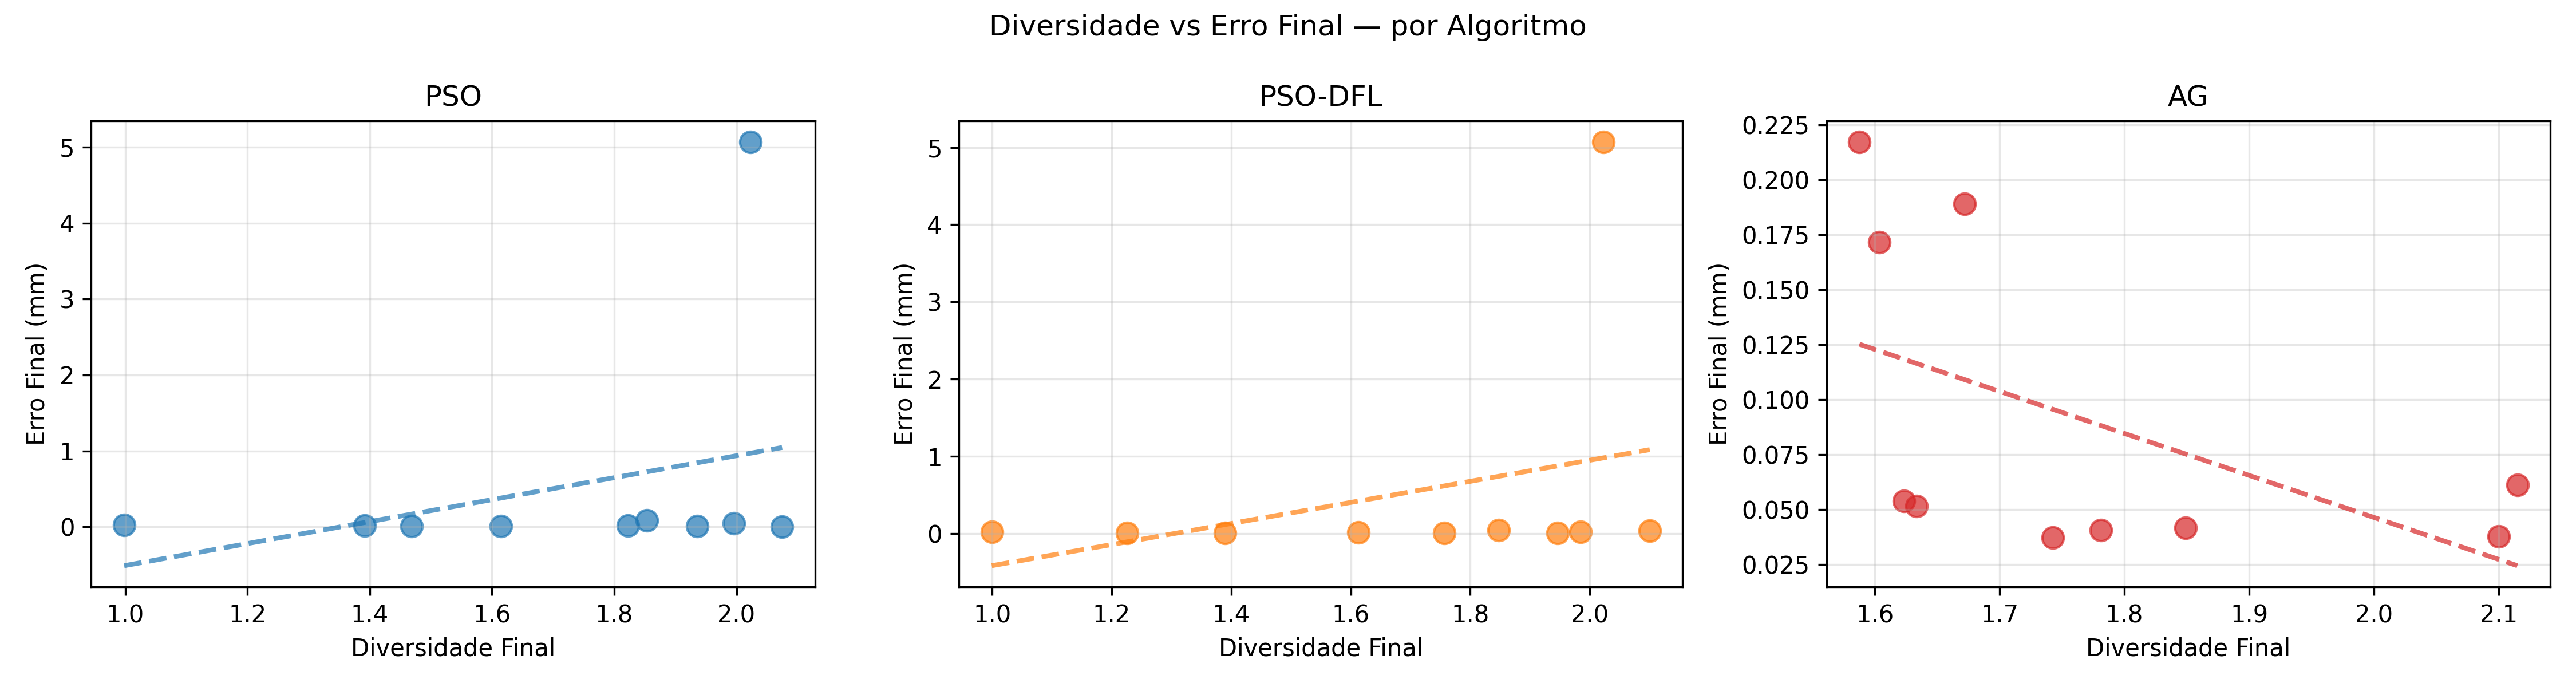 Diversidade vs Erro Final — por Algoritmo
PSO
Erro Final (mm)
5
4
3
2
1
0
1.0 1.2 1.4 1.6 1.8 2.0
Diversidade Final
PSO-DFL
Erro Final (mm)
5
4
3
2
1
0
1.0 1.2 1.4 1.6 1.8 2.0
Diversidade Final
AG
Erro Final (mm)
0.225
0.200
0.175
0.150
0.125
0.100
0.075
0.050
0.025
1.6 1.7 1.8 1.9 2.0 2.1
Diversidade Final